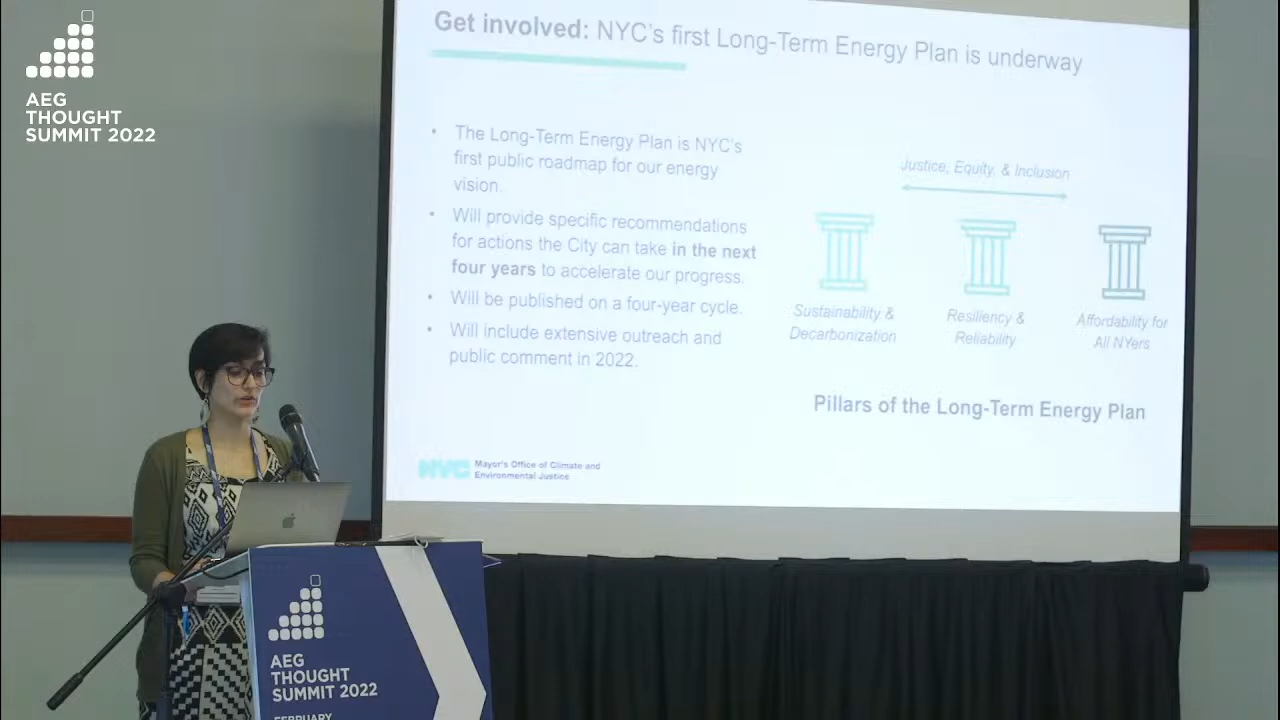 AEG
THOUGHT
SUMMIT 2022
Get involved: NYC's first Long-Term Energy Plan is underway
• The Long-Term Energy Plan is NYC's
first public roadmap for our energy
vision.
• Will provide specific recommendations
for actions the City can take in the next
four years to accelerate our progress.
• Will be published on a four-year cycle.
• Will include extensive outreach and
public comment in 2022.
Justice, Equity, & Inclusion
Sustainability &
Decarbonization
Resiliency &
Reliability
Affordability for
All NYers
Pillars of the Long-Term Energy Plan
NYC
Mayor's Office of Climate and
Environmental Justice
AEG
THOUGHT
SUMMIT 2022
FEBRUARY